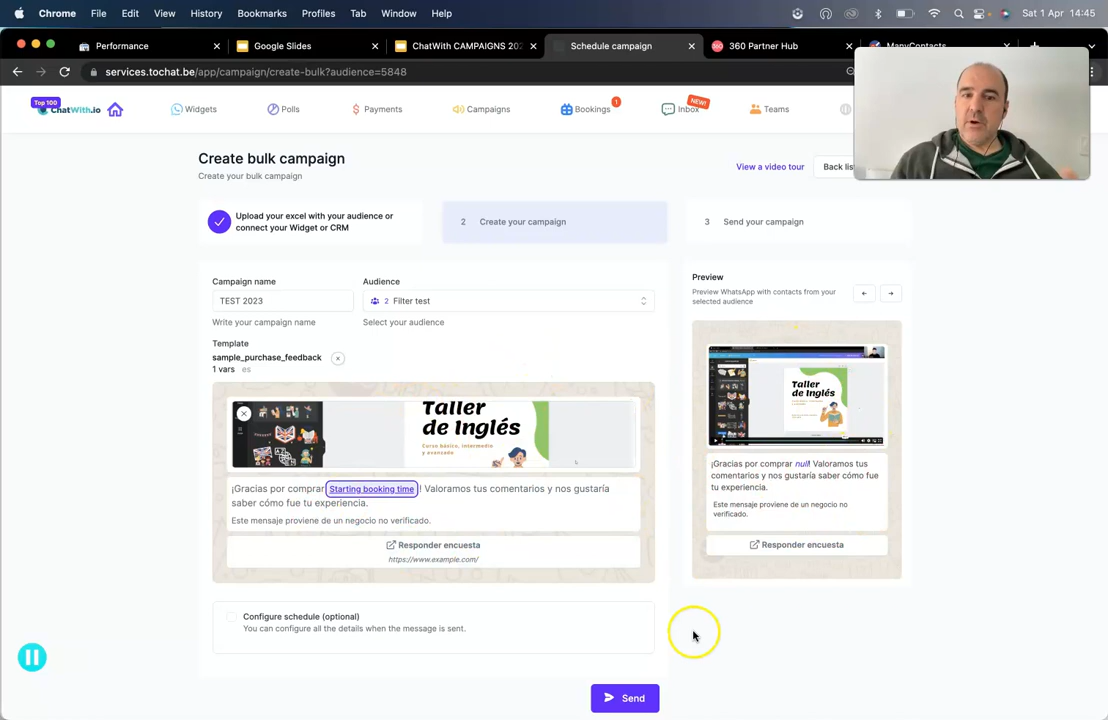 Chrome File Edit View History Bookmarks Profiles Tab Window Help Sat 1 Apr 14:45
Performance Google Slides ChatWith CAMPAIGNS 202 Schedule campaign 360 Partner Hub ManyContacts
services.tochat.be/app/campaign/create-bulk?audience=5848
Top 100 ChatWith.io Widgets Polls Payments Campaigns Bookings 1 Inbox NEW! Teams
Create bulk campaign
Create your bulk campaign
View a video tour
Back lis
Upload your excel with your audience or
connect your Widget or CRM
2 Create your campaign
3 Send your campaign
Campaign name
TEST 2023
Write your campaign name
Audience
2 Filter test
Select your audience
Template
sample_purchase_feedback
1 vars es
Taller
de Inglés
Curso básico, intermedio
y avanzado
¡Gracias por comprar Starting booking time ! Valoramos tus comentarios y nos gustaría
saber cómo fue tu experiencia.
Este mensaje proviene de un negocio no verificado.
Responder encuesta
https://www.example.com/
Configure schedule (optional)
You can configure all the details when the message is sent.
Send
Preview
Preview WhatsApp with contacts from your
selected audience
Taller
de Inglés
¡Gracias por comprar null! Valoramos tus
comentarios y nos gustaría saber cómo fue
tu experiencia.
Este mensaje proviene de un negocio no
verificado.
Responder encuesta